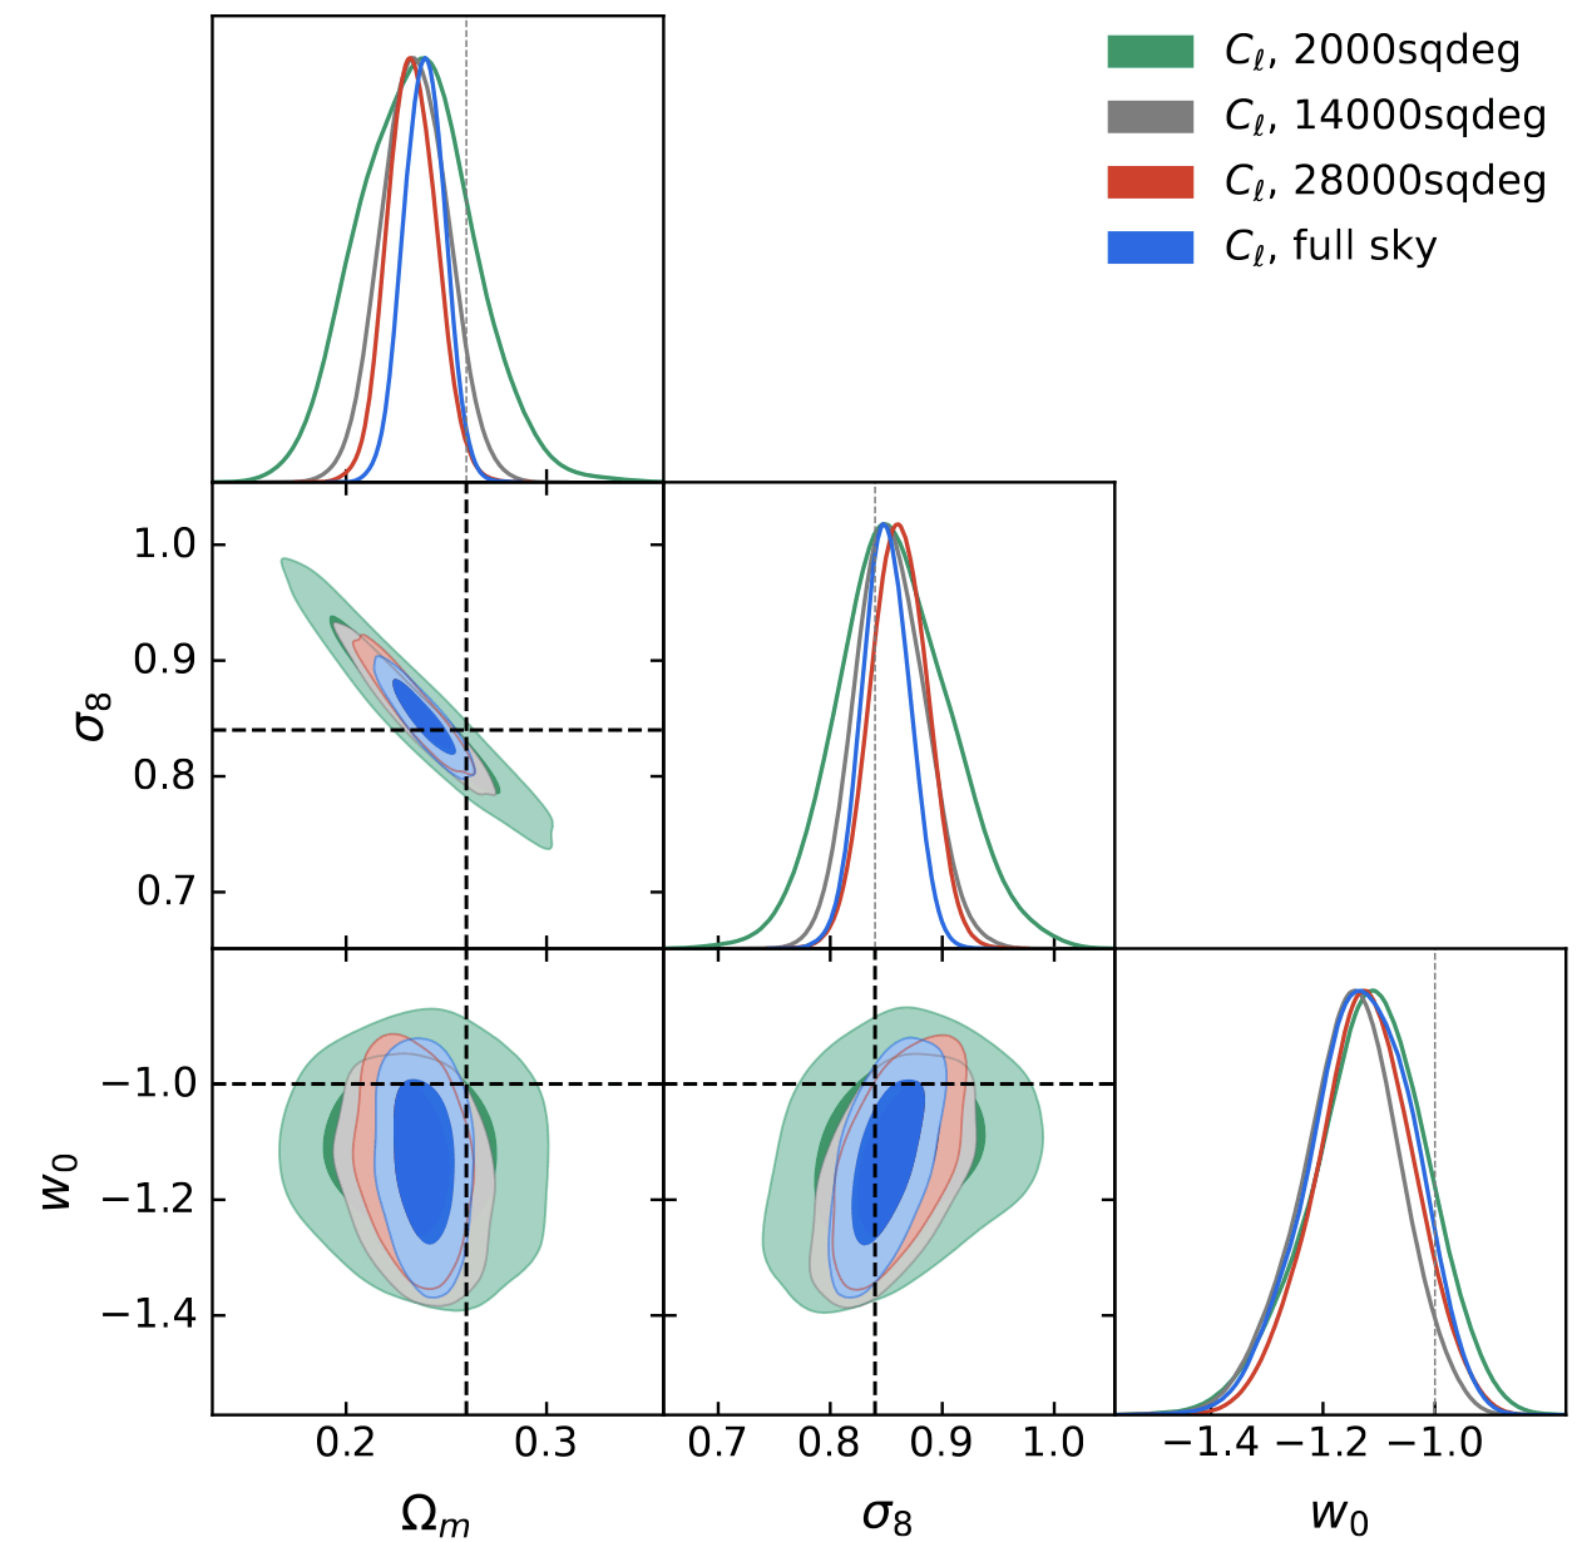 Cℓ, 2000sqdeg
Cℓ, 14000sqdeg
Cℓ, 28000sqdeg
Cℓ, full sky
1.0
0.9
σ8
0.8
0.7
−1.0
w0
−1.2
−1.4
0.2 0.3 0.7 0.8 0.9 1.0 −1.4 −1.2 −1.0
Ωm σ8 w0